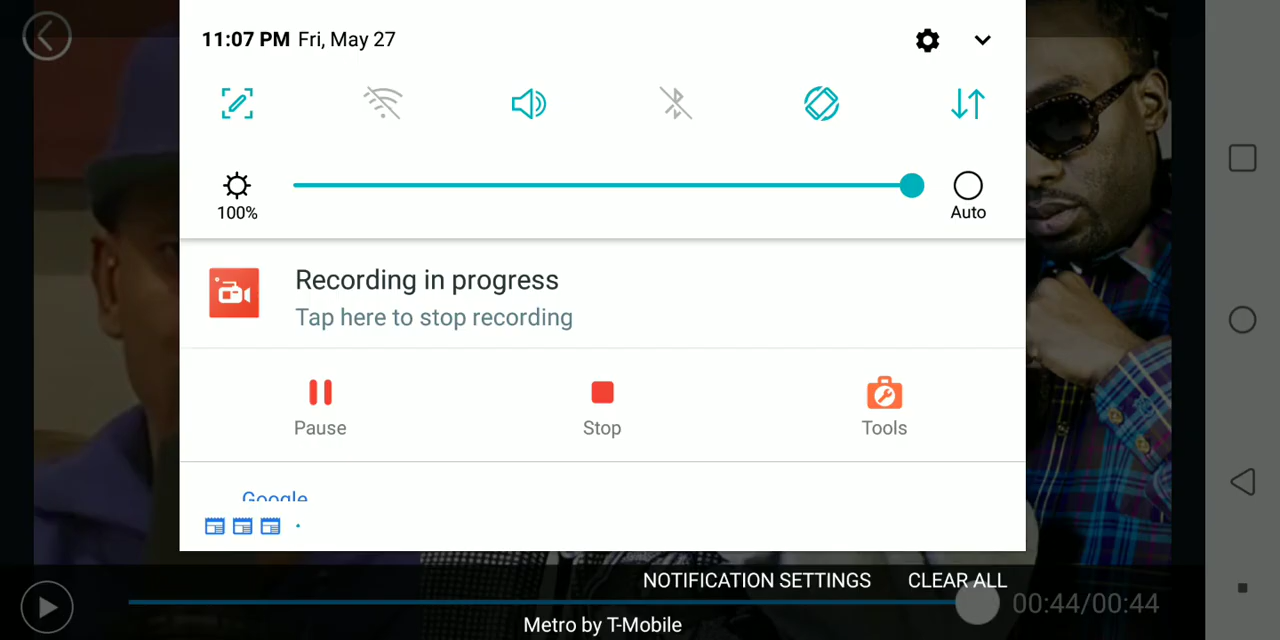 11:07 PM Fri, May 27
100%
Auto
Recording in progress
Tap here to stop recording
Pause
Stop
Tools
Google
NOTIFICATION SETTINGS
CLEAR ALL
00:44/00:44
Metro by T-Mobile